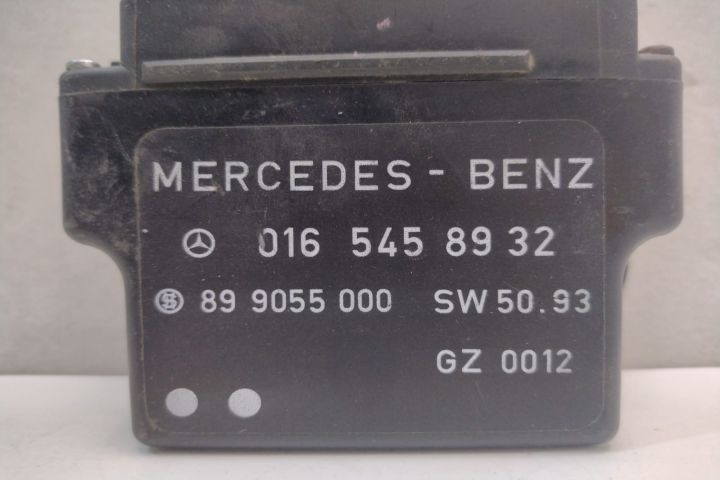 MERCEDES - BENZ
016 545 89 32
89 9055 000 SW 50.93
GZ 0012